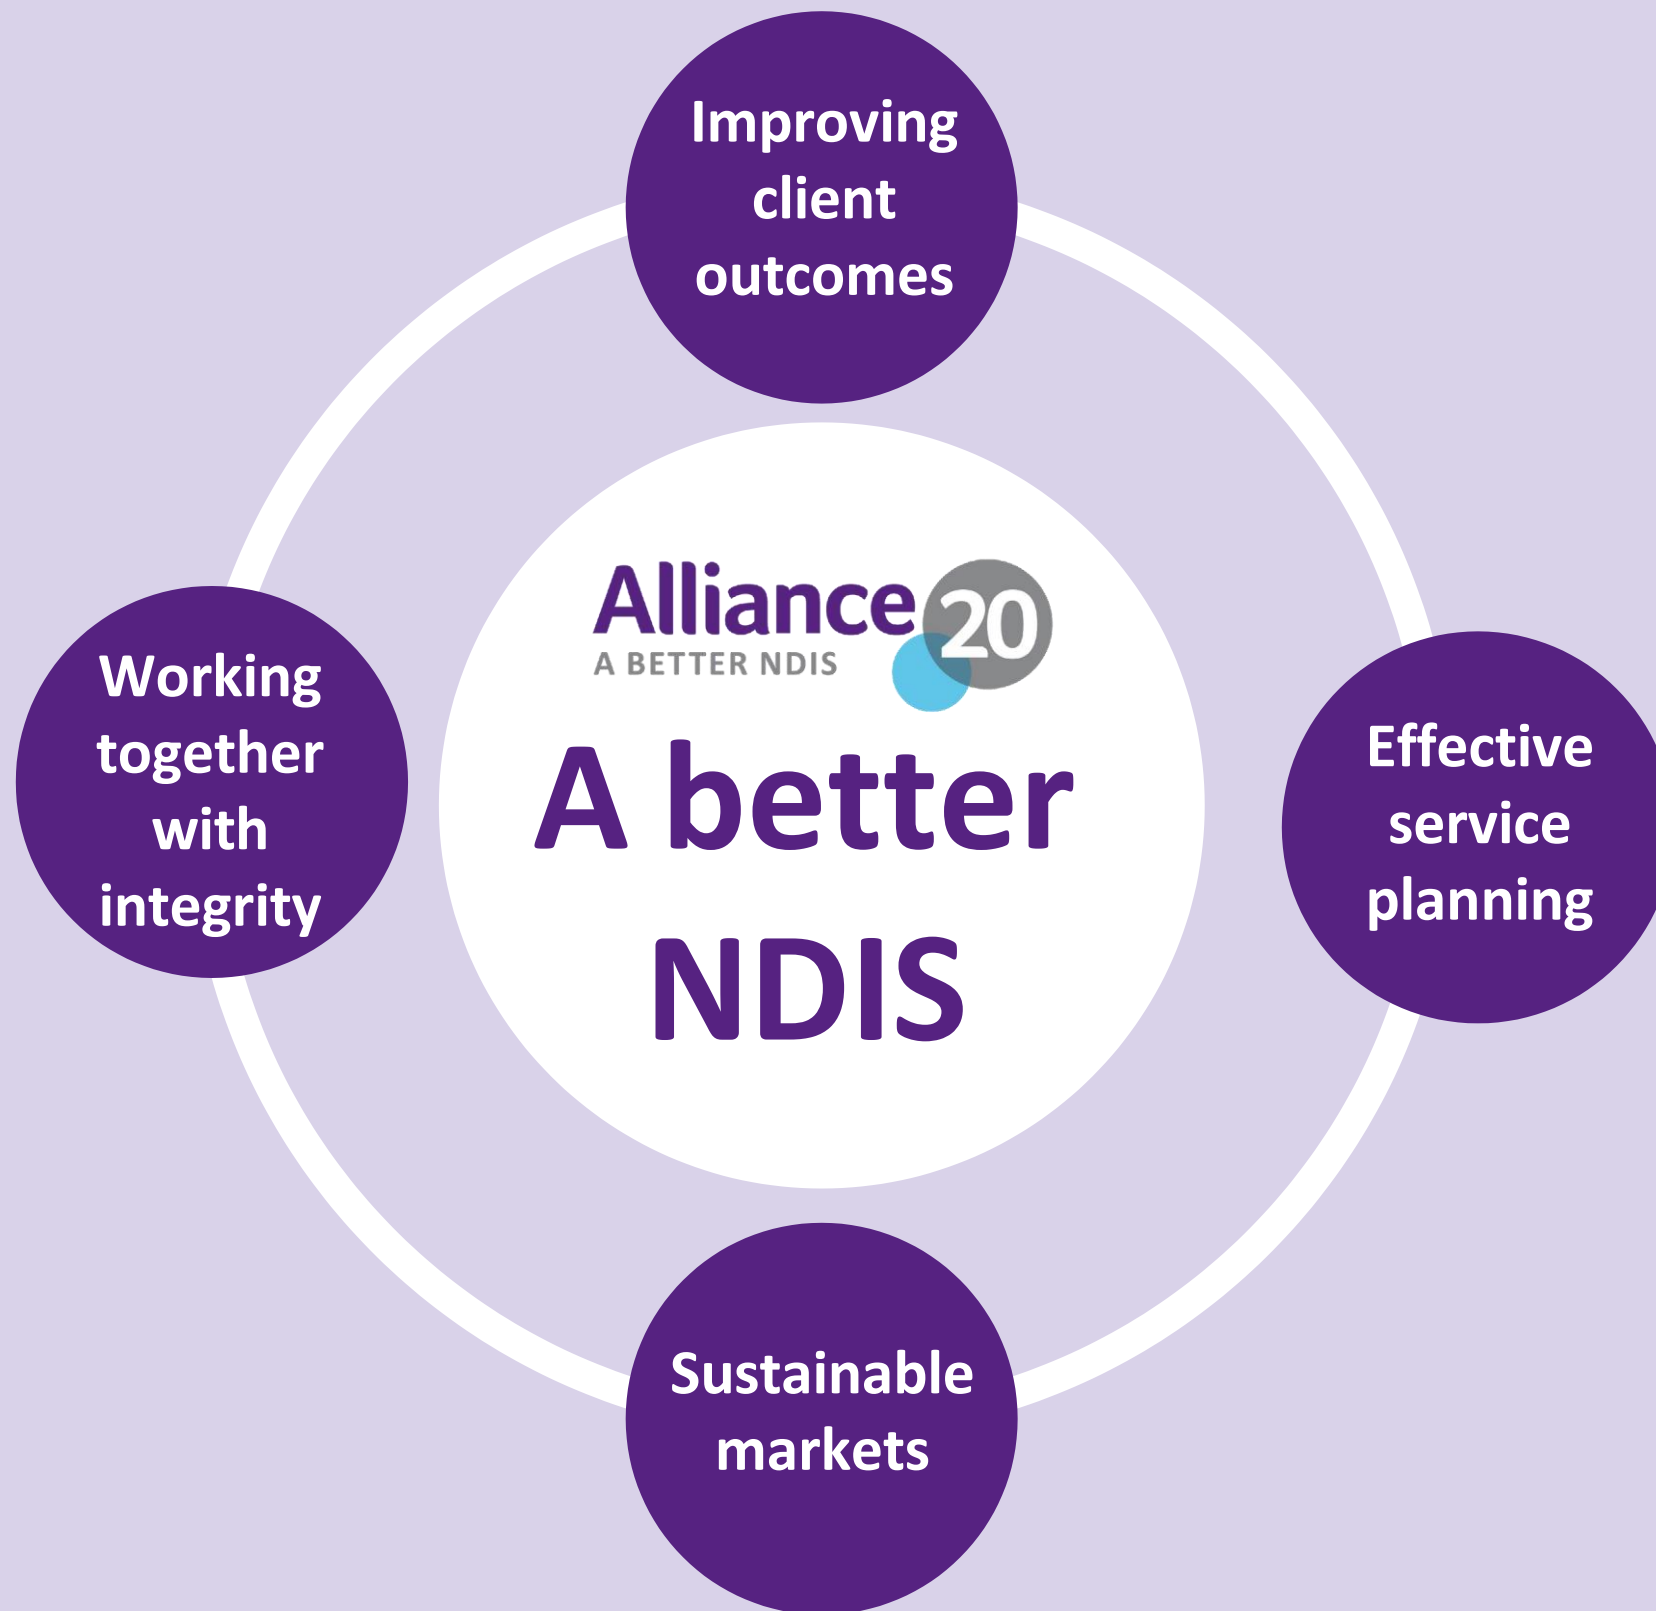 Improving
client
outcomes
Alliance 20
A BETTER NDIS
A better
NDIS
Working
together
with
integrity
Effective
service
planning
Sustainable
markets